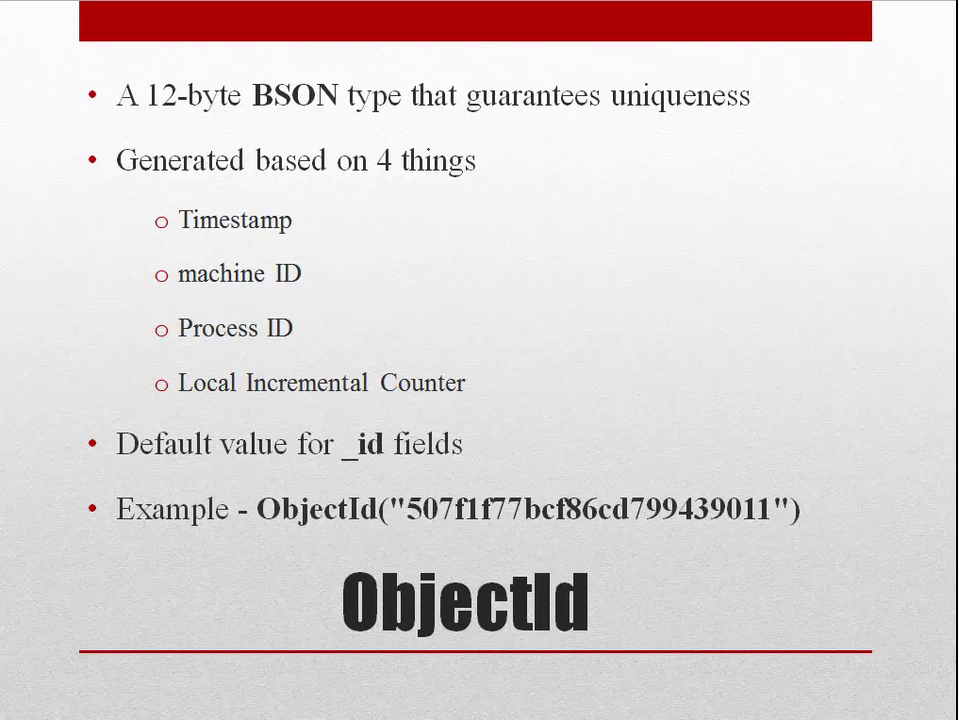 • A 12-byte BSON type that guarantees uniqueness
• Generated based on 4 things
o Timestamp
o machine ID
o Process ID
o Local Incremental Counter
• Default value for _id fields
• Example - ObjectId("507f1f77bcf86cd799439011")
ObjectId